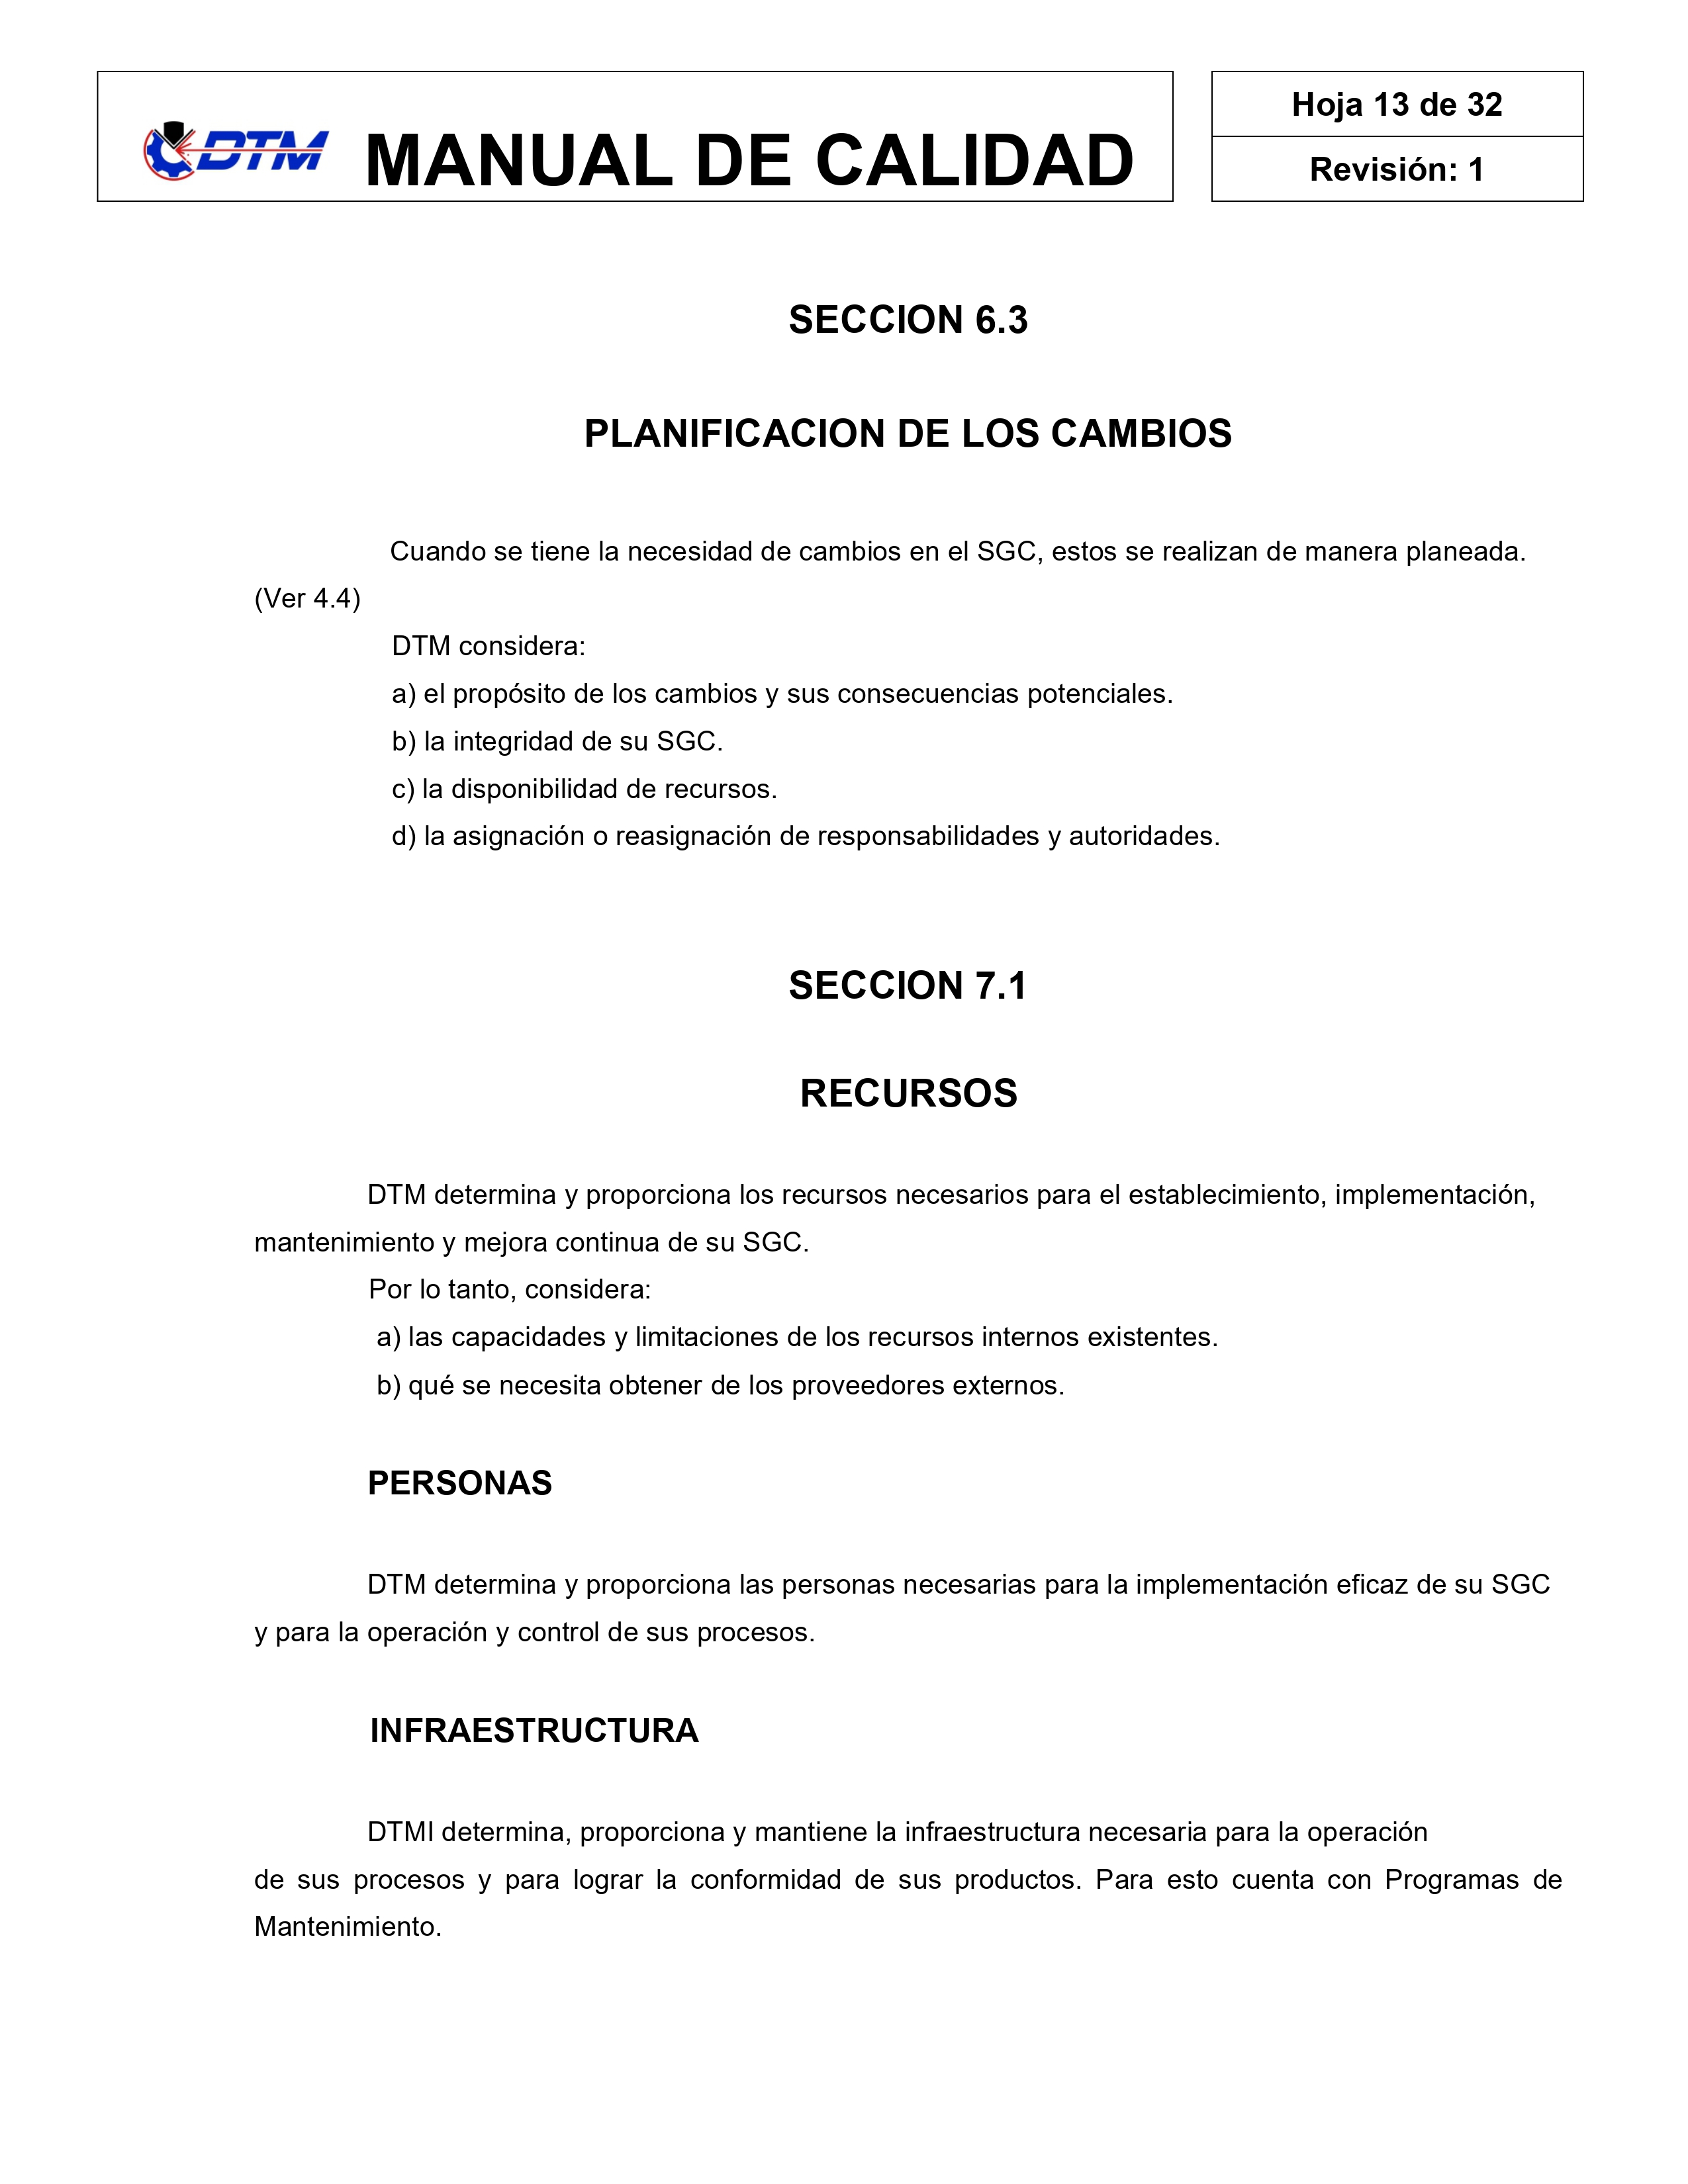 DTM
MANUAL DE CALIDAD
Hoja 13 de 32
Revisión: 1
SECCION 6.3
PLANIFICACION DE LOS CAMBIOS
Cuando se tiene la necesidad de cambios en el SGC, estos se realizan de manera planeada.
(Ver 4.4)
DTM considera:
a) el propósito de los cambios y sus consecuencias potenciales.
b) la integridad de su SGC.
c) la disponibilidad de recursos.
d) la asignación o reasignación de responsabilidades y autoridades.
SECCION 7.1
RECURSOS
DTM determina y proporciona los recursos necesarios para el establecimiento, implementación,
mantenimiento y mejora continua de su SGC.
Por lo tanto, considera:
a) las capacidades y limitaciones de los recursos internos existentes.
b) qué se necesita obtener de los proveedores externos.
PERSONAS
DTM determina y proporciona las personas necesarias para la implementación eficaz de su SGC
y para la operación y control de sus procesos.
INFRAESTRUCTURA
DTMI determina, proporciona y mantiene la infraestructura necesaria para la operación
de sus procesos y para lograr la conformidad de sus productos. Para esto cuenta con Programas de
Mantenimiento.